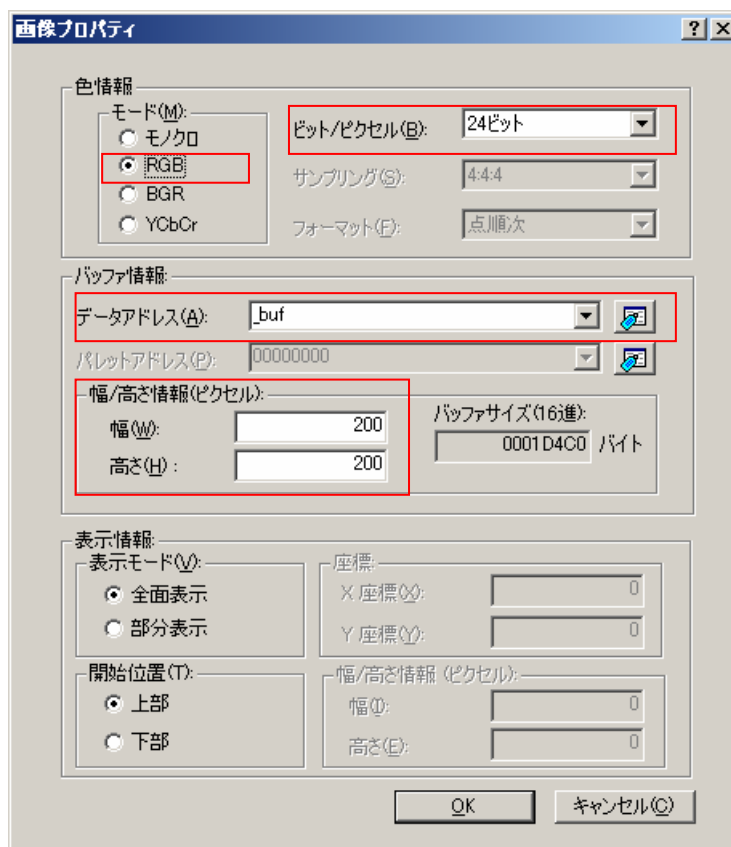 画像プロパティ
色情報
モード(M):
モノクロ
RGB
BGR
YCbCr
ビット/ピクセル(B): 24ビット
サンプリング(S): 4:4:4
フォーマット(F): 点順次
バッファ情報:
データアドレス(A): _buf
パレットアドレス(P): 00000000
幅/高さ情報(ピクセル):
幅(W): 200
高さ(H) : 200
バッファサイズ(16進):
0001D4C0 バイト
表示情報:
表示モード(V):
全面表示
部分表示
座標:
X 座標(X): 0
Y 座標(Y): 0
開始位置(T):
上部
下部
幅/高さ情報 (ピクセル):
幅(I): 0
高さ(E): 0
OK
キャンセル(C)